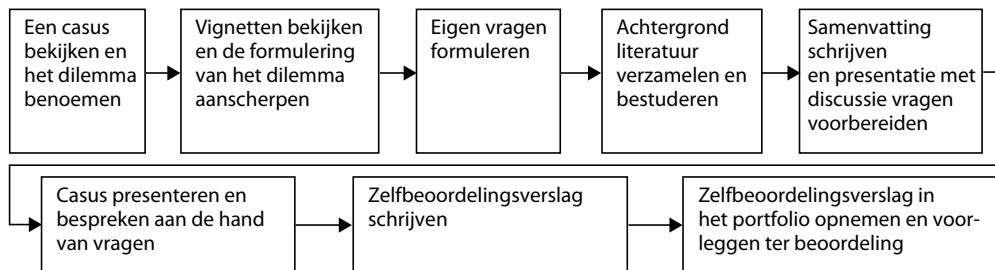 Een casus
bekijken en
het dilemma
benoemen
Vignetten bekijken
en de formulering
van het dilemma
aanscherpen
Eigen vragen
formuleren
Achtergrond
literatuur
verzamelen en
bestuderen
Samenvatting
schrijven
en presentatie met
discussie vragen
voorbereiden
Casus presenteren en
bespreken aan de hand
van vragen
Zelfbeoordelingsverslag
schrijven
Zelfbeoordelingsverslag in
het portfolio opnemen en voor-
leggen ter beoordeling